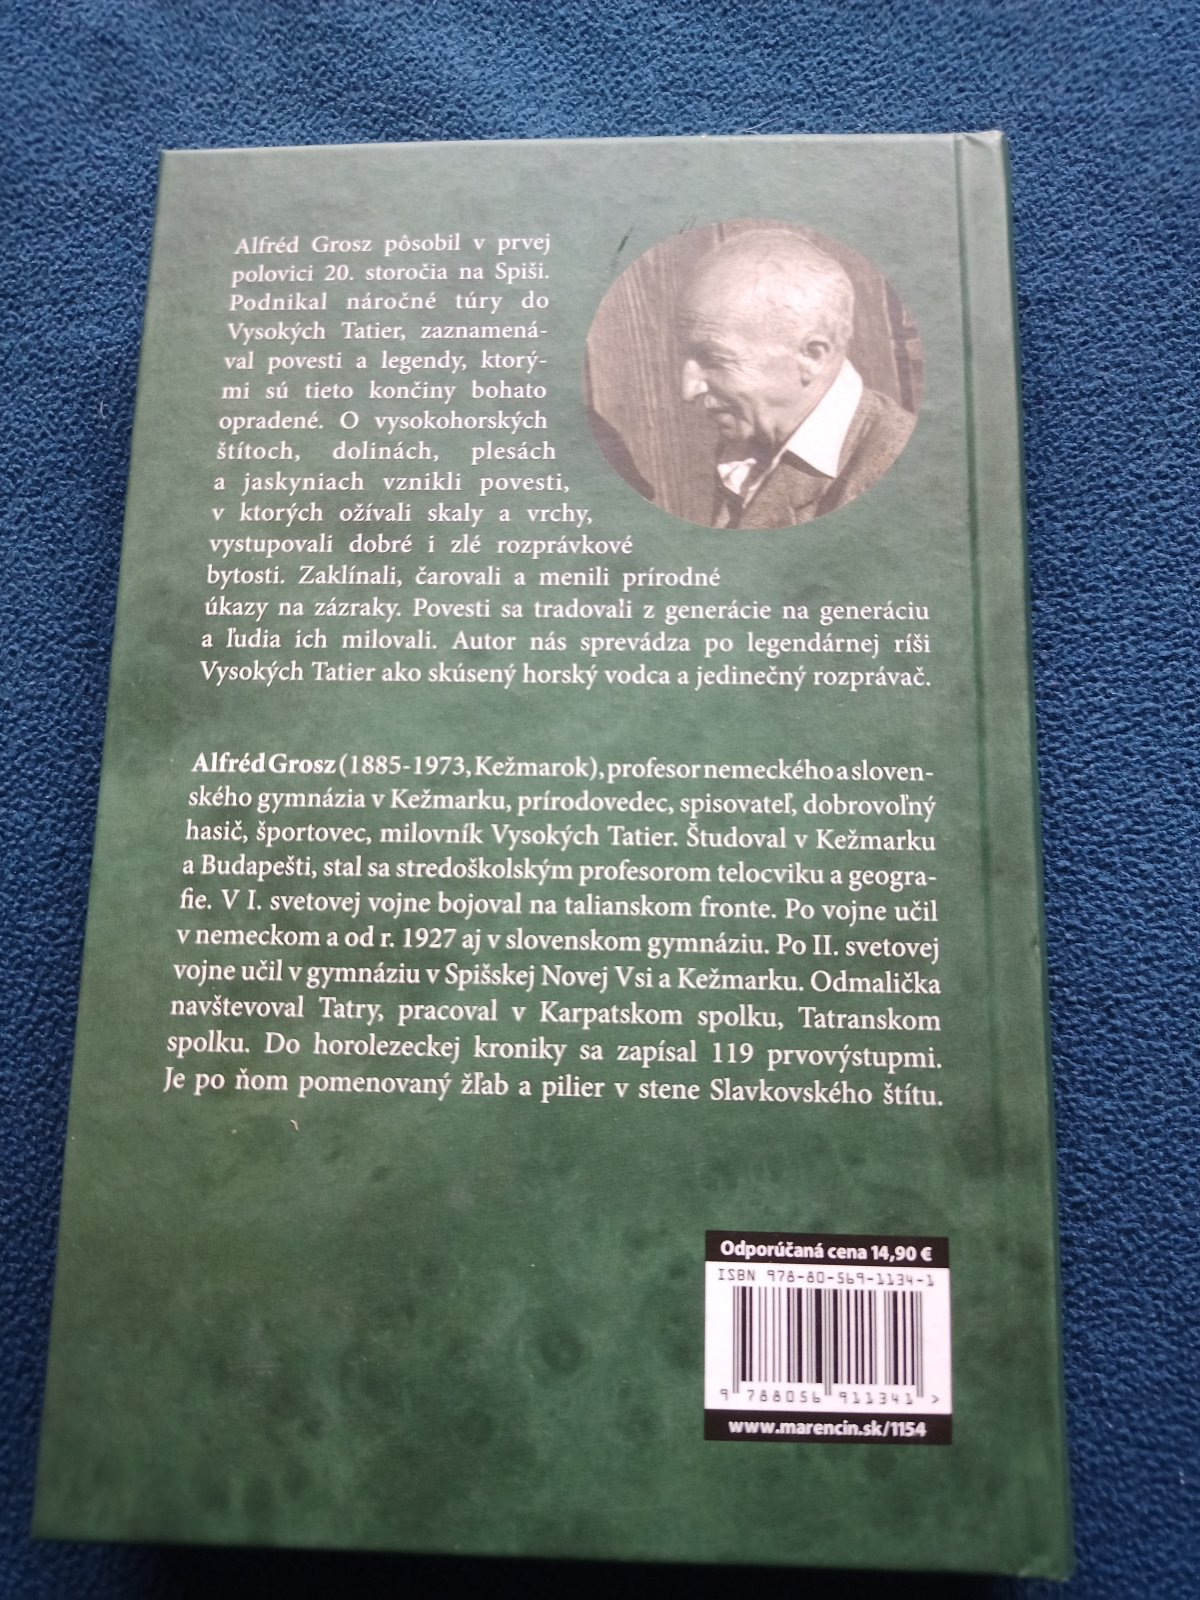 Alfréd Grosz pôsobil v prvej
polovici 20. storočia na Spiši.
Podnikal náročné túry do
Vysokých Tatier, zaznamená-
val povesti a legendy, ktorý-
mi sú tieto končiny bohato
opradené. O vysokohorských
štítoch, dolinách, plesách
a jaskyniach vznikli povesti,
v ktorých ožívali skaly a vrchy,
vystupovali dobré i zlé rozprávkové
bytosti. Zaklínali, čarovali a menili prírodné
úkazy na zázraky. Povesti sa tradovali z generácie na generáciu
a ľudia ich milovali. Autor nás sprevádza po legendárnej ríši
Vysokých Tatier ako skúsený horský vodca a jedinečný rozprávač.
Alfréd Grosz (1885-1973, Kežmarok), profesor nemeckého a sloven-
ského gymnázia v Kežmarku, prírodovedec, spisovateľ, dobrovoľný
hasič, športovec, milovník Vysokých Tatier. Študoval v Kežmarku
a Budapešti, stal sa stredoškolským profesorom telocviku a geogra-
fie. V I. svetovej vojne bojoval na talianskom fronte. Po vojne učil
v nemeckom a od r. 1927 aj v slovenskom gymnáziu. Po II. svetovej
vojne učil v gymnáziu v Spišskej Novej Vsi a Kežmarku. Odmalička
navštevoval Tatry, pracoval v Karpatskom spolku, Tatranskom
spolku. Do horolezeckej kroniky sa zapísal 119 prvovýstupmi.
Je po ňom pomenovaný žľab a pilier v stene Slavkovského štítu.
Odporúčaná cena 14,90 €
ISBN 978-80-569-1134-1
9 788056 911341 >
www.marencin.sk/1154